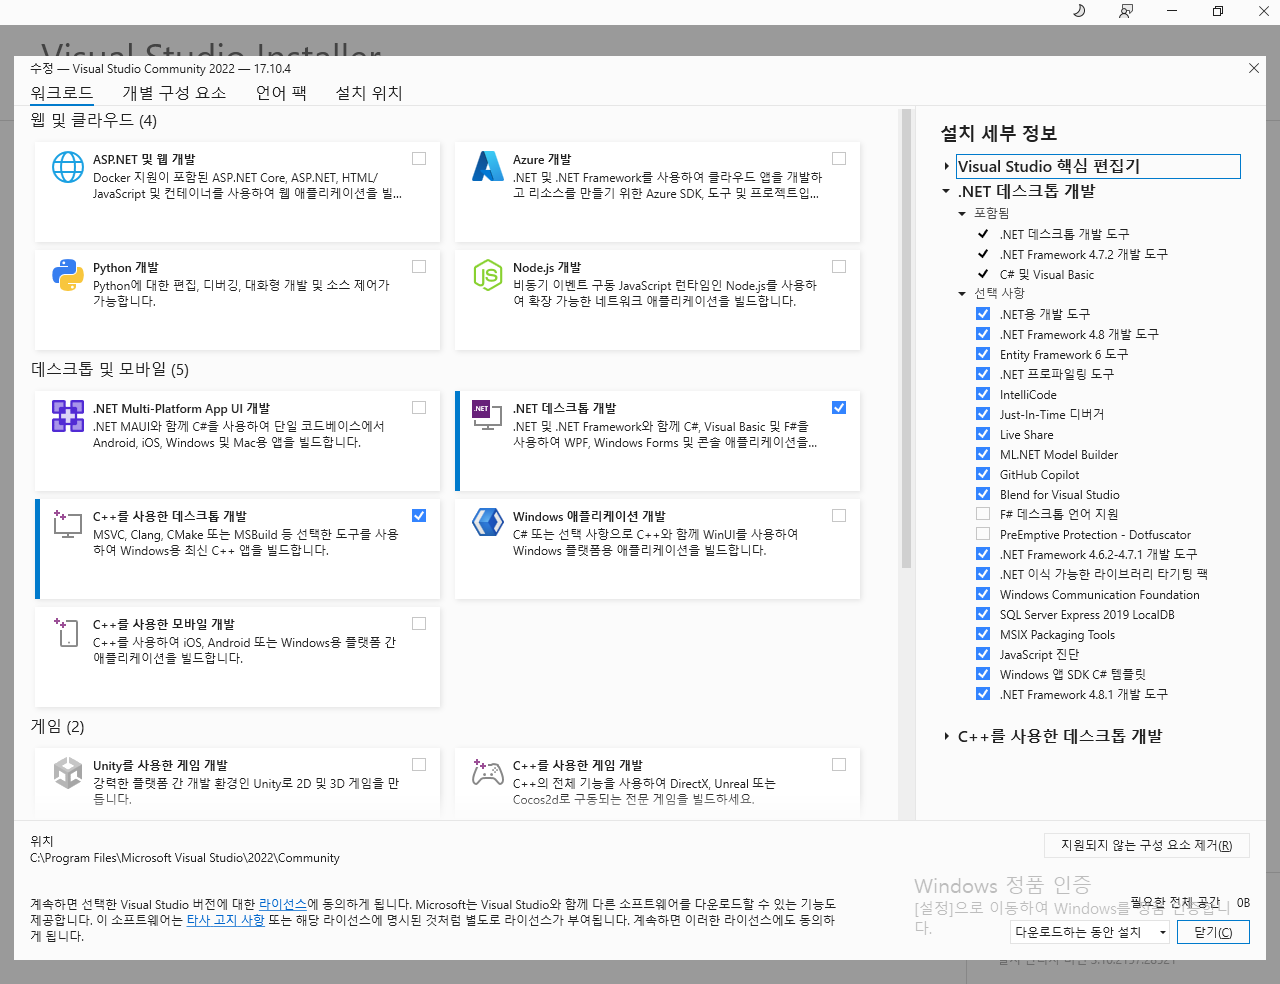 Visual Studio Installer
수정 — Visual Studio Community 2022 — 17.10.4
워크로드 개별 구성 요소 언어 팩 설치 위치
웹 및 클라우드 (4)
ASP.NET 및 웹 개발
Docker 지원이 포함된 ASP.NET Core, ASP.NET, HTML/
JavaScript 및 컨테이너를 사용하여 웹 애플리케이션을 빌...
Azure 개발
.NET 및 .NET Framework를 사용하여 클라우드 앱을 개발하
고 리소스를 만들기 위한 Azure SDK, 도구 및 프로젝트입...
Python 개발
Python에 대한 편집, 디버깅, 대화형 개발 및 소스 제어가
가능합니다.
Node.js 개발
비동기 이벤트 구동 JavaScript 런타임인 Node.js를 사용하
여 확장 가능한 네트워크 애플리케이션을 빌드합니다.
데스크톱 및 모바일 (5)
.NET Multi-Platform App UI 개발
.NET MAUI와 함께 C#을 사용하여 단일 코드베이스에서
Android, iOS, Windows 및 Mac용 앱을 빌드합니다.
.NET
.NET 데스크톱 개발
.NET 및 .NET Framework와 함께 C#, Visual Basic 및 F#을
사용하여 WPF, Windows Forms 및 콘솔 애플리케이션을...
C++를 사용한 데스크톱 개발
MSVC, Clang, CMake 또는 MSBuild 등 선택한 도구를 사용
하여 Windows용 최신 C++ 앱을 빌드합니다.
Windows 애플리케이션 개발
C# 또는 선택 사항으로 C++와 함께 WinUI를 사용하여
Windows 플랫폼용 애플리케이션을 빌드합니다.
C++를 사용한 모바일 개발
C++를 사용하여 iOS, Android 또는 Windows용 플랫폼 간
애플리케이션을 빌드합니다.
게임 (2)
Unity를 사용한 게임 개발
강력한 플랫폼 간 개발 환경인 Unity로 2D 및 3D 게임을 만
듭니다.
C++를 사용한 게임 개발
C++의 전체 기능을 사용하여 DirectX, Unreal 또는
Cocos2d로 구동되는 전문 게임을 빌드하세요.
설치 세부 정보
Visual Studio 핵심 편집기
.NET 데스크톱 개발
포함됨
.NET 데스크톱 개발 도구
.NET Framework 4.7.2 개발 도구
C# 및 Visual Basic
선택 사항
.NET용 개발 도구
.NET Framework 4.8 개발 도구
Entity Framework 6 도구
.NET 프로파일링 도구
IntelliCode
Just-In-Time 디버거
Live Share
ML.NET Model Builder
GitHub Copilot
Blend for Visual Studio
F# 데스크톱 언어 지원
PreEmptive Protection - Dotfuscator
.NET Framework 4.6.2-4.7.1 개발 도구
.NET 이식 가능한 라이브러리 타기팅 팩
Windows Communication Foundation
SQL Server Express 2019 LocalDB
MSIX Packaging Tools
JavaScript 진단
Windows 앱 SDK C# 템플릿
.NET Framework 4.8.1 개발 도구
C++를 사용한 데스크톱 개발
위치
C:\Program Files\Microsoft Visual Studio\2022\Community
지원되지 않는 구성 요소 제거(R)
계속하면 선택한 Visual Studio 버전에 대한 라이선스에 동의하게 됩니다. Microsoft는 Visual Studio와 함께 다른 소프트웨어를 다운로드할 수 있는 기능도
제공합니다. 이 소프트웨어는 타사 고지 사항 또는 해당 라이선스에 명시된 것처럼 별도로 라이선스가 부여됩니다. 계속하면 이러한 라이선스에도 동의하
게 됩니다.
Windows 정품 인증
[설정]으로 이동하여 Windows를 정품 인증합니
다.
필요한 전체 공간 0B
다운로드하는 동안 설치 닫기(C)